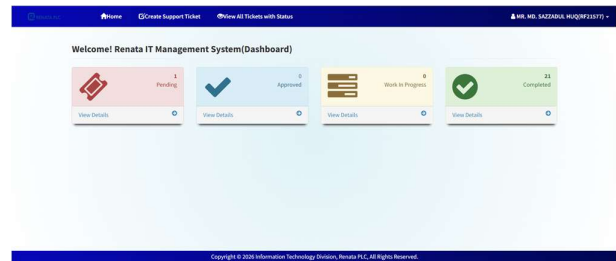 Home Create Support Ticket View All Tickets with Status MR. MD. SAZZADUL HUQ(RF21577)
Welcome! Renata IT Management System(Dashboard)
1
Pending
0
Approved
0
Work In Progress
21
Completed
View Details
View Details
View Details
View Details
Copyright © 2026 Information Technology Division, Renata PLC, All Rights Reserved.